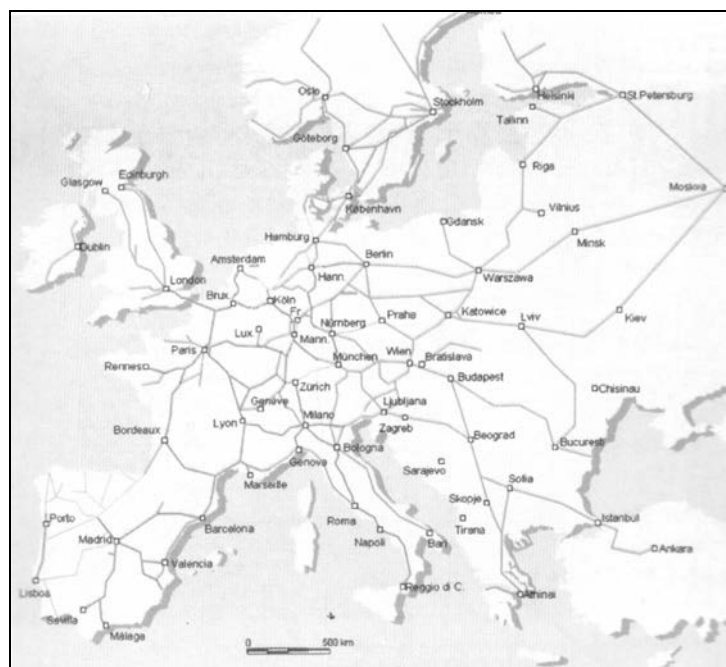 Oslo
Stockholm
Helsinki
St.Petersburg
Tallinn
Göteborg
Riga
Moskova
Glasgow
Edinburgh
København
Gdansk
Vilnius
Minsk
Dublin
Hamburg
Amsterdam
Berlin
Hann.
Warszawa
London
Brux
Köln
Fr.
Praha
Katowice
Lviv
Kiev
Lux.
Mann.
Nürnberg
Paris
Rennes
München
Wien
Bratislava
Budapest
Zürich
Chisinau
Genève
Ljubljana
Lyon
Milano
Zagreb
Bordeaux
Bologna
Beograd
Bucuresti
Genova
Sarajevo
Marseille
Sofia
Skopje
Porto
Barcelona
Roma
Tirana
Istanbul
Napoli
Bari
Madrid
Ankara
Valencia
Lisboa
Reggio di C.
Athinai
Sevilla
Málaga
0 500 km